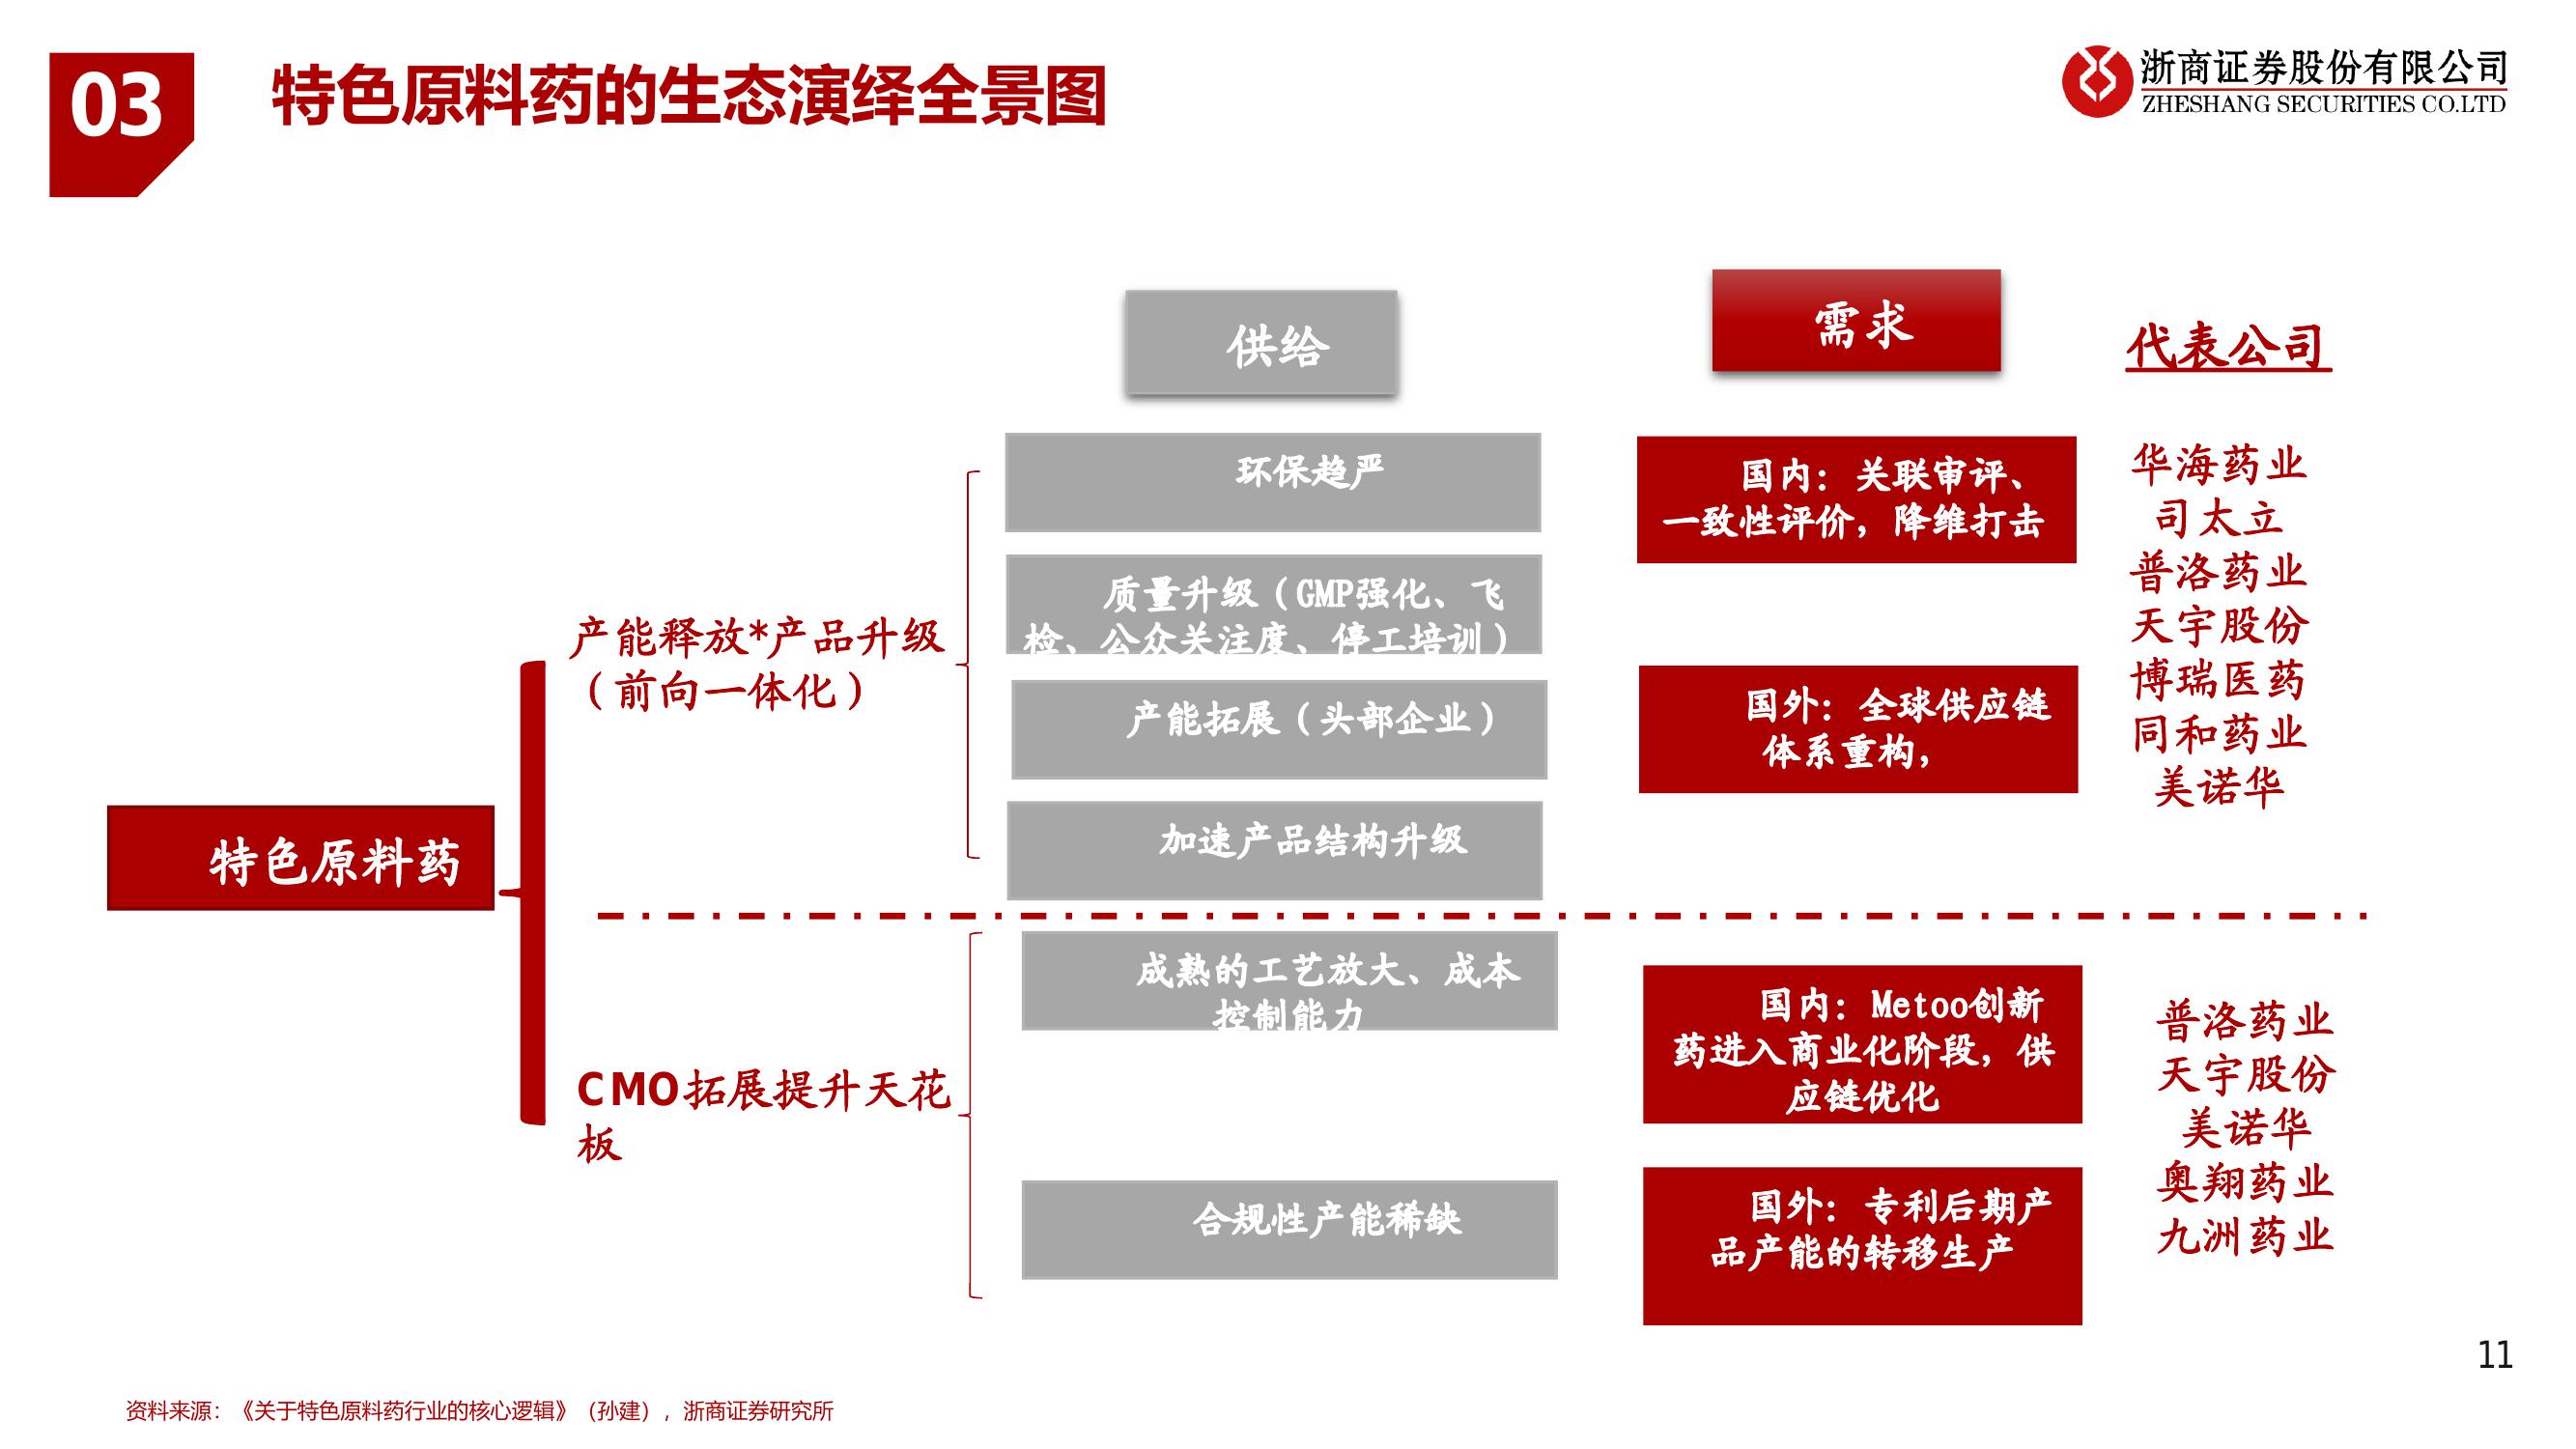 03
特色原料药的生态演绎全景图
浙商证券股份有限公司
ZHESHANG SECURITIES CO.LTD
供给
需求
代表公司
特色原料药
产能释放*产品升级
（前向一体化）
环保趋严
质量升级（GMP强化、飞
检、公众关注度、停工培训）
产能拓展（头部企业）
加速产品结构升级
国内：关联审评、
一致性评价，降维打击
国外：全球供应链
体系重构，
华海药业
司太立
普洛药业
天宇股份
博瑞医药
同和药业
美诺华
CMO拓展提升天花
板
成熟的工艺放大、成本
控制能力
合规性产能稀缺
国内：Metoo创新
药进入商业化阶段，供
应链优化
国外：专利后期产
品产能的转移生产
普洛药业
天宇股份
美诺华
奥翔药业
九洲药业
11
资料来源：《关于特色原料药行业的核心逻辑》（孙建），浙商证券研究所